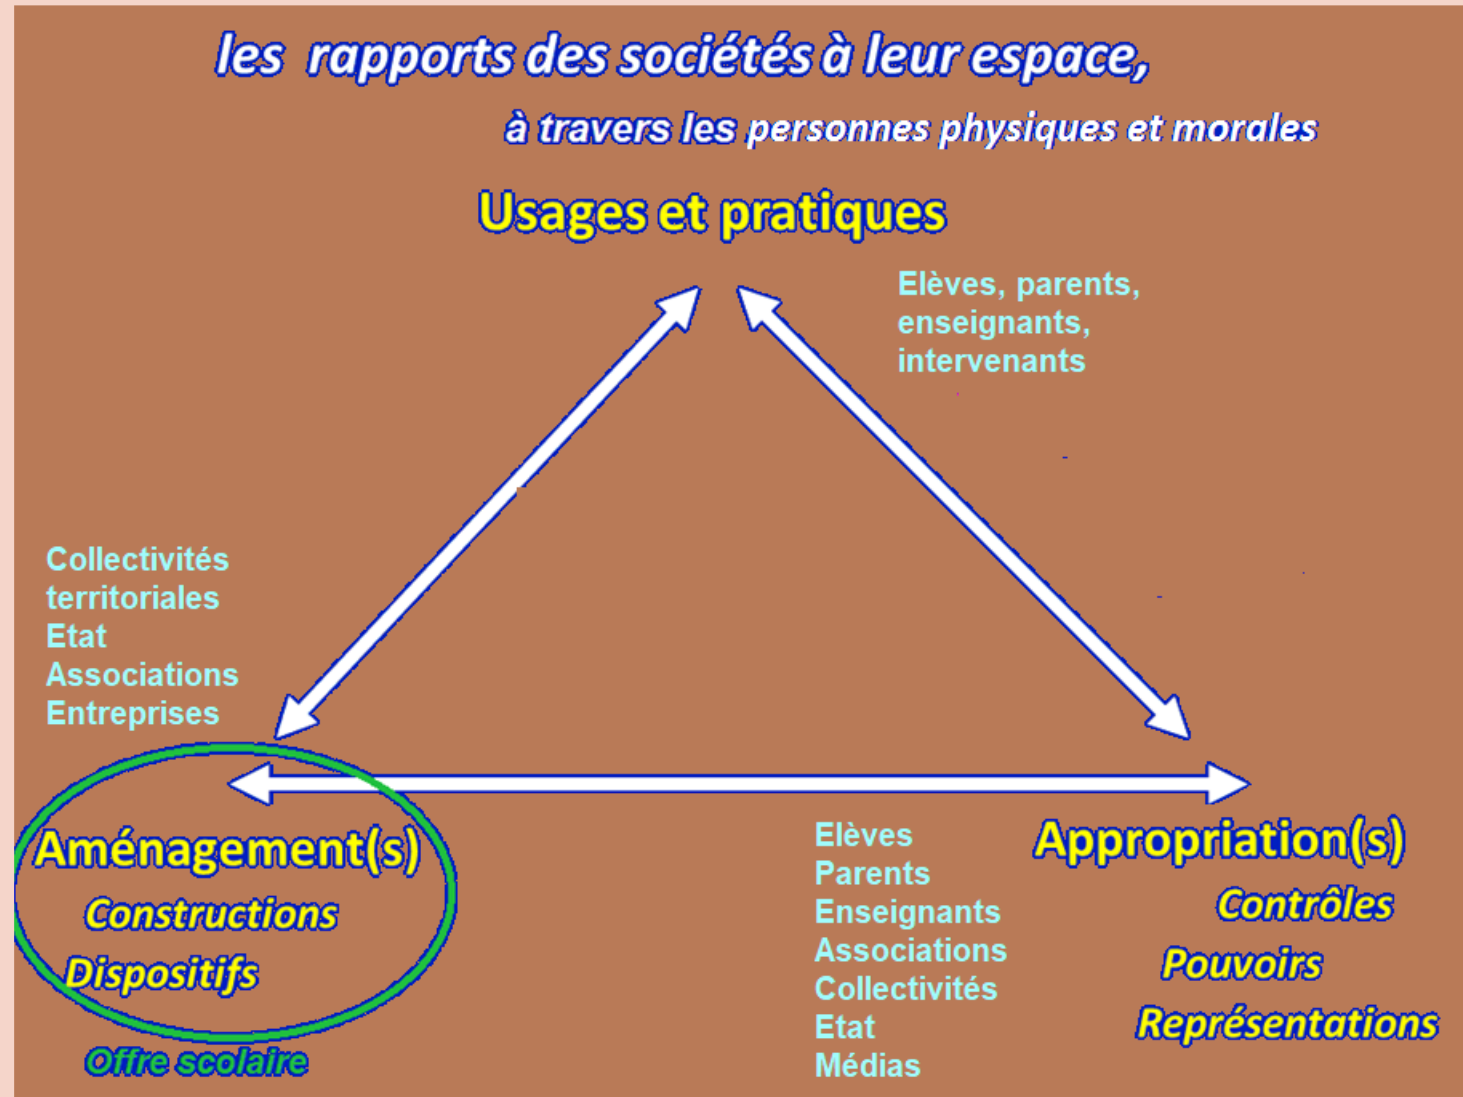 les rapports des sociétés à leur espace,
à travers les personnes physiques et morales
Usages et pratiques
Elèves, parents,
enseignants,
intervenants
Collectivités
territoriales
Etat
Associations
Entreprises
Aménagement(s)
Constructions
Dispositifs
Offre scolaire
Elèves
Parents
Enseignants
Associations
Collectivités
Etat
Médias
Appropriation(s)
Contrôles
Pouvoirs
Représentations